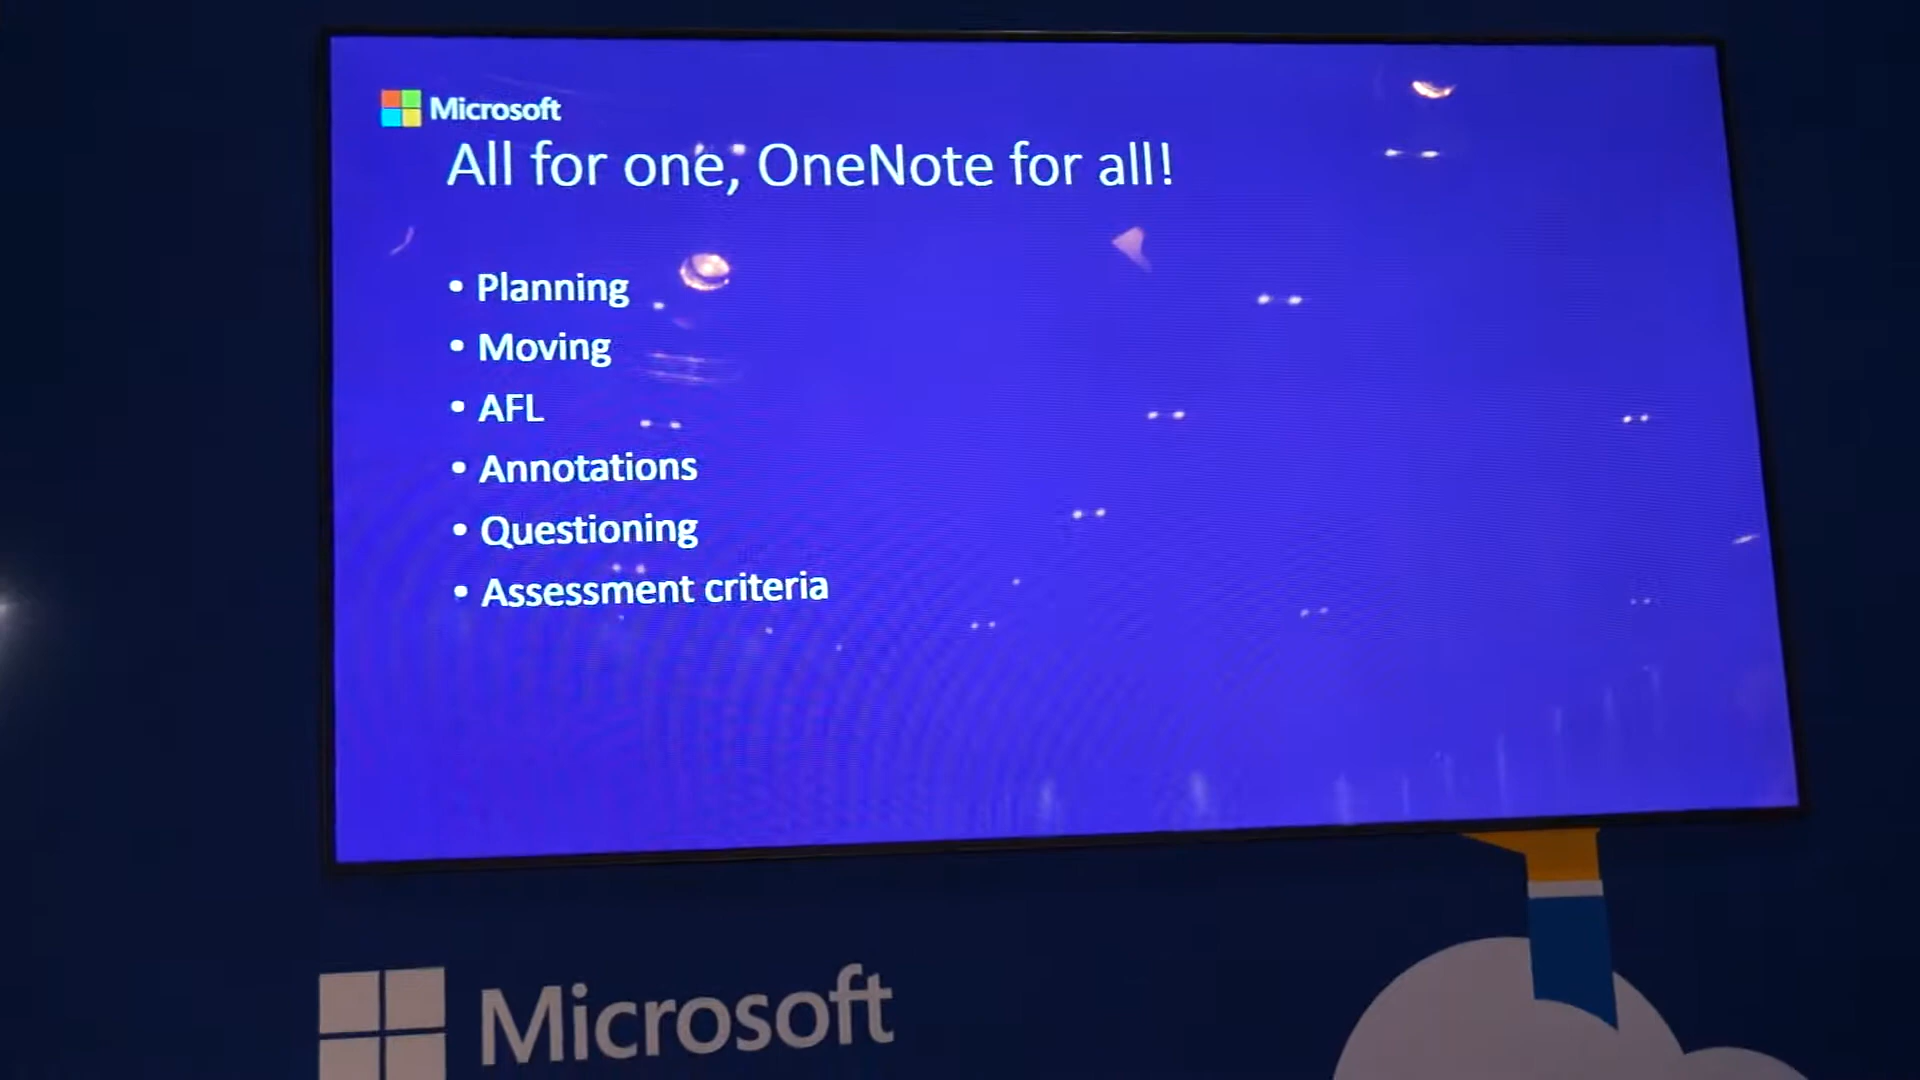 Microsoft
All for one, OneNote for all!
• Planning
• Moving
• AFL
• Annotations
• Questioning
• Assessment criteria
Microsoft